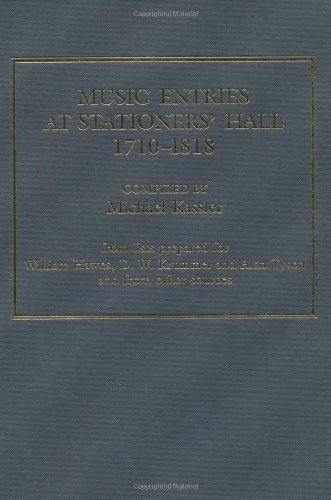 MUSIC ENTRIES
AT STATIONERS' HALL
1710–1818
COMPILED BY
Michael Kassler
from lists prepared for
William Hawes, D. W. Krummel and Alan Tyson
and from other sources